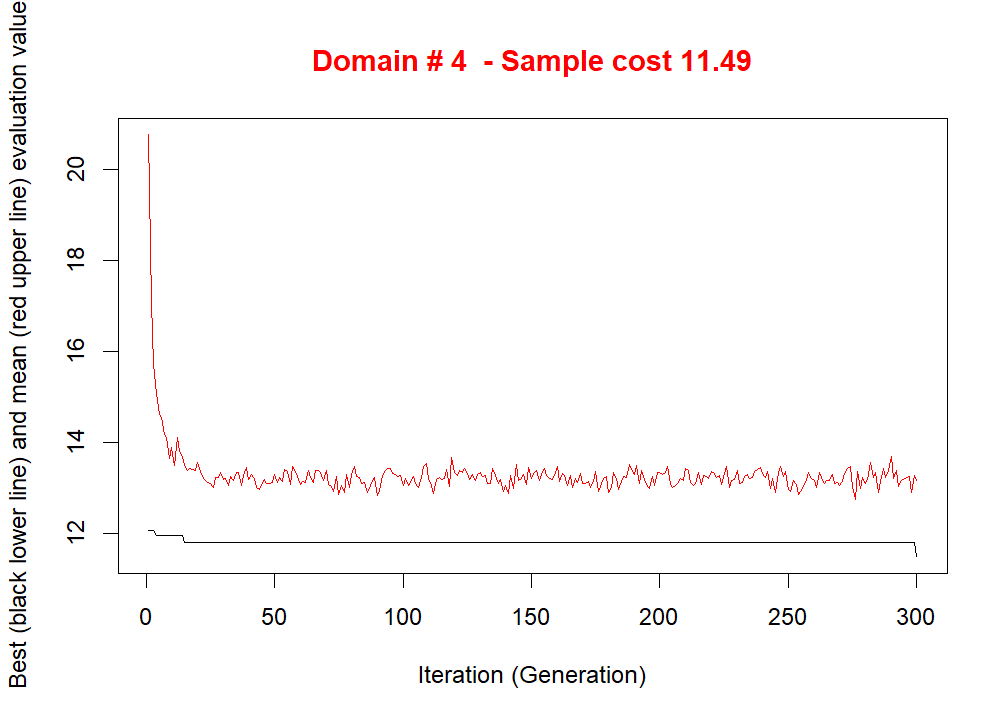 Domain # 4  - Sample cost 11.49
Best (black lower line) and mean (red upper line) evaluation value
20
18
16
14
12
0 50 100 150 200 250 300
Iteration (Generation)